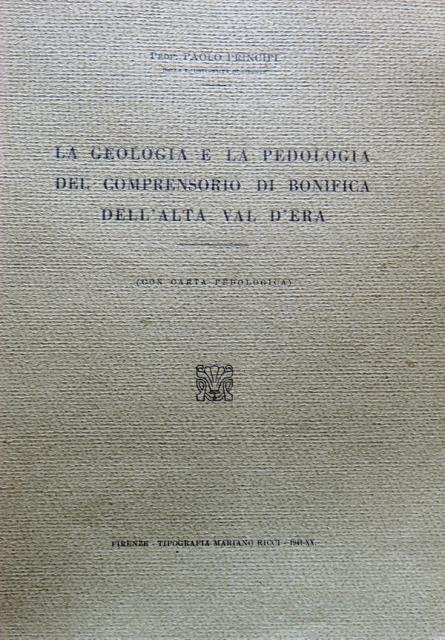 PROF. PAOLO PRINCIPI
LA GEOLOGIA E LA PEDOLOGIA
DEL COMPRENSORIO DI BONIFICA
DELL'ALTA VAL D'ERA
(CON CARTA PEDOLOGICA)
FIRENZE - TIPOGRAFIA MARIANO RICCI - 1941-XX.